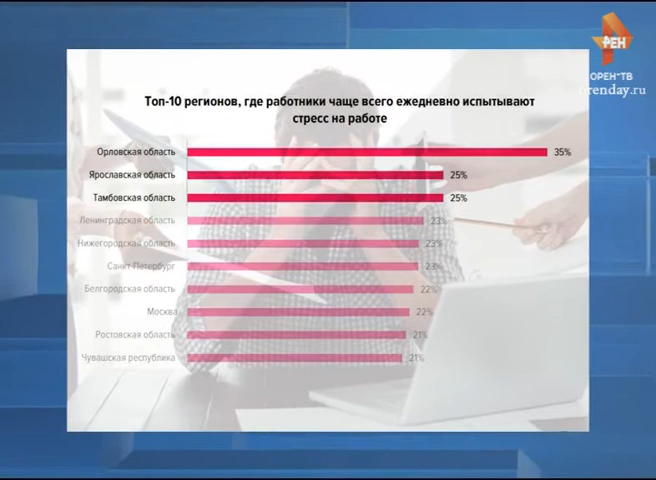 РЕН
ОРЕН-ТВ
orenday.ru
Топ-10 регионов, где работники чаще всего ежедневно испытывают
стресс на работе
Орловская область 35%
Ярославская область 25%
Тамбовская область 25%
Ленинградская область 23%
Нижегородская область 23%
Санкт-Петербург 23%
Белгородская область 22%
Москва 22%
Ростовская область 21%
Чувашская республика 21%